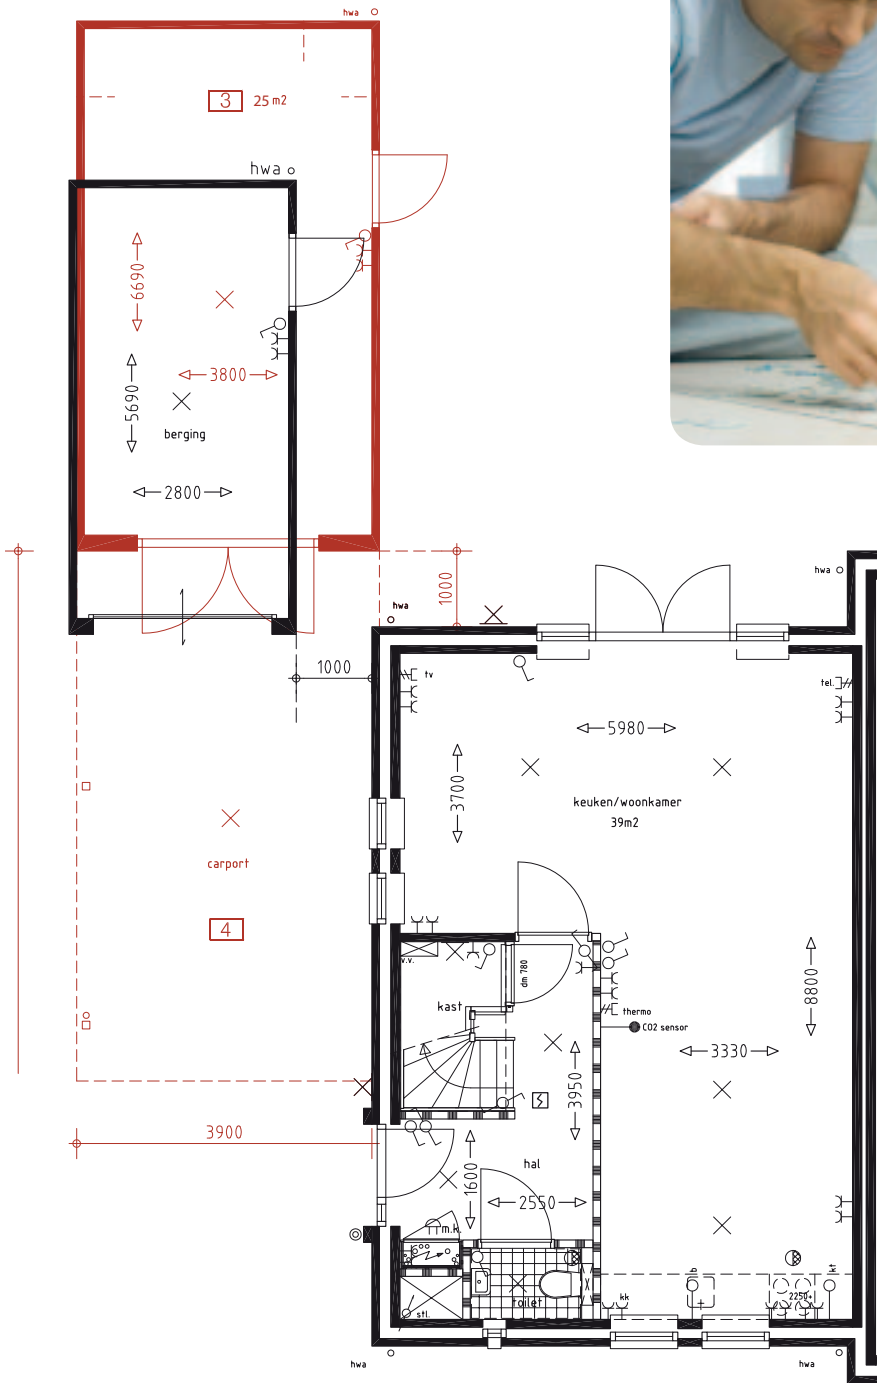 hwa
3 25 m2
hwa
6690
3800
5690
berging
2800
1000
hwa
hwa
1000
tv
tel.
5980
3700
keuken/woonkamer
39m2
carport
4
v.v.
dm 780
kast
8800
thermo
CO2 sensor
3330
3950
3900
hal
1600
2550
m.k.
toilet
stl.
kk
b
2250+
kt
hwa
hwa